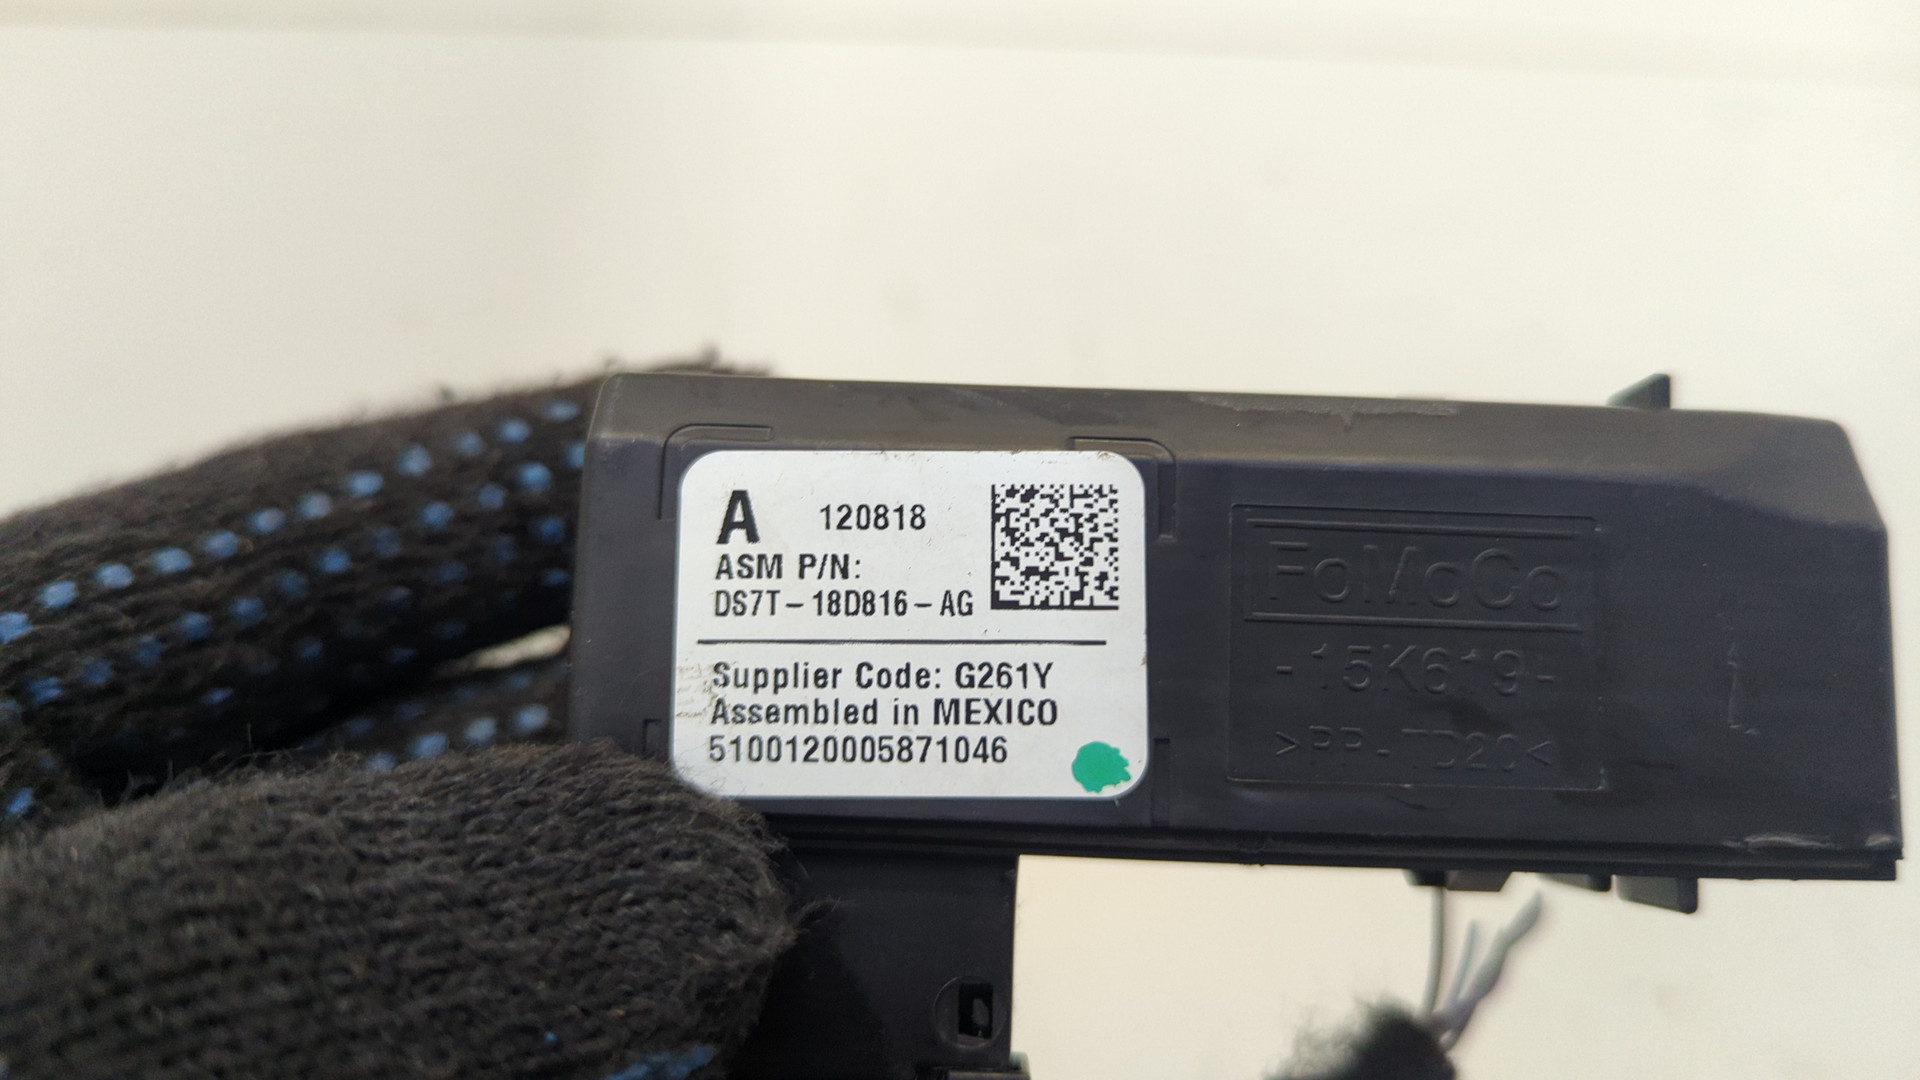 A 120818
ASM P/N:
DS7T-18D816-AG
Supplier Code: G261Y
Assembled in MEXICO
5100120005871046
FoMoCo
-15K619-
>PP-TD20<